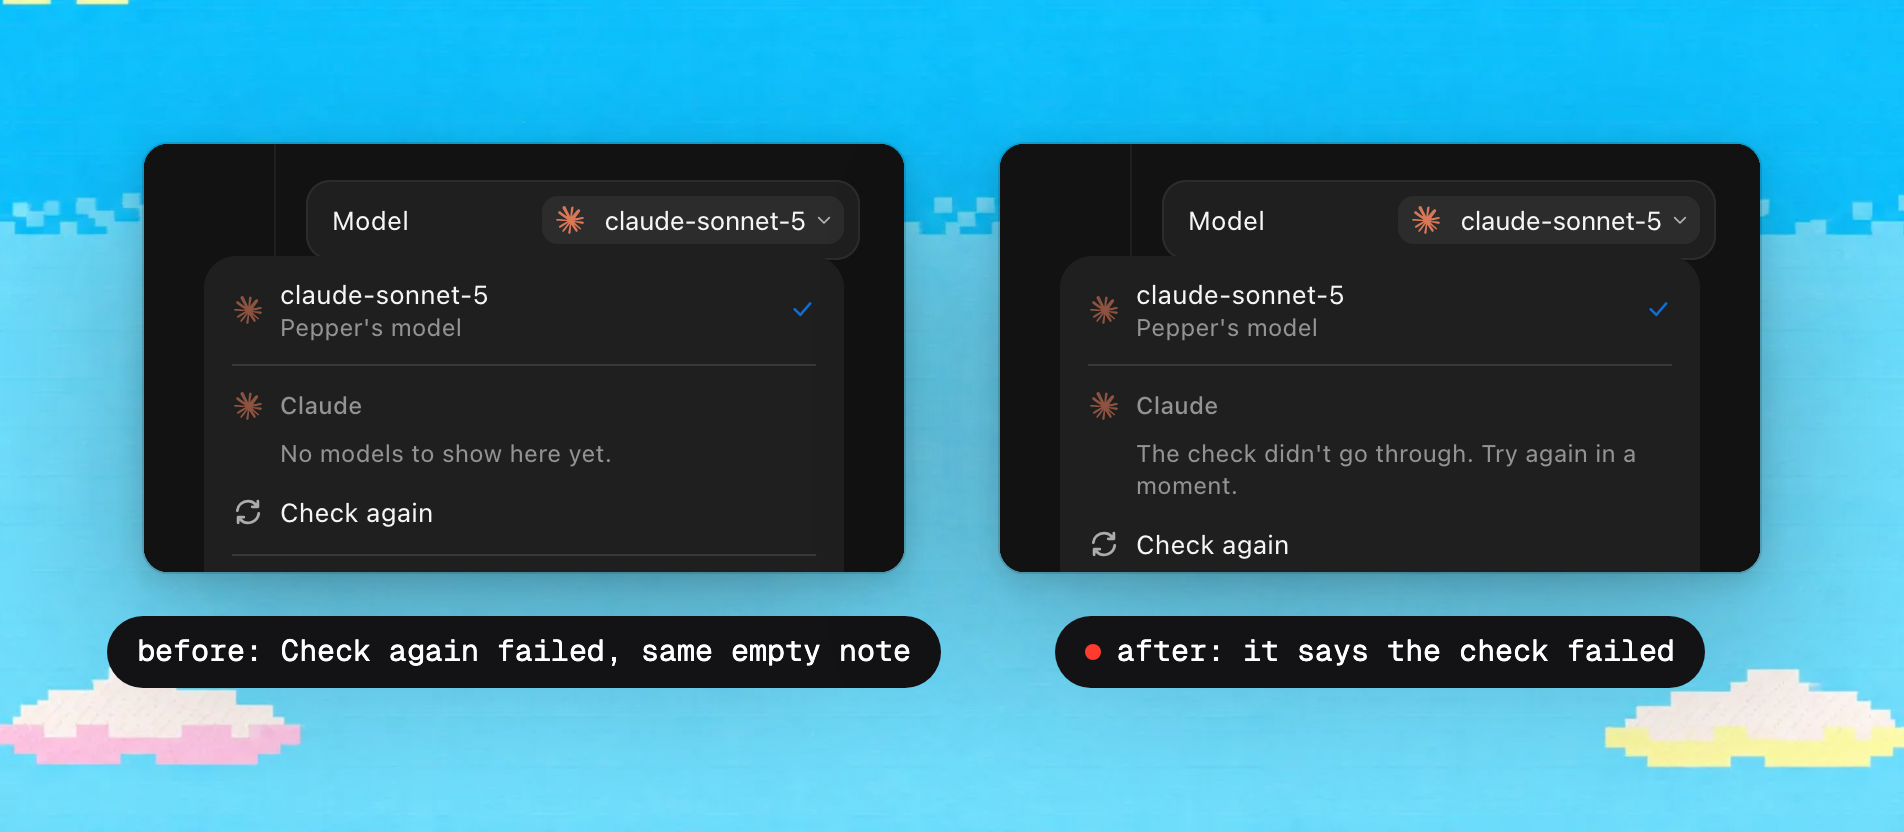 Model
claude-sonnet-5
claude-sonnet-5
Pepper's model
Claude
No models to show here yet.
Check again
before: Check again failed, same empty note
Model
claude-sonnet-5
claude-sonnet-5
Pepper's model
Claude
The check didn't go through. Try again in a
moment.
Check again
after: it says the check failed